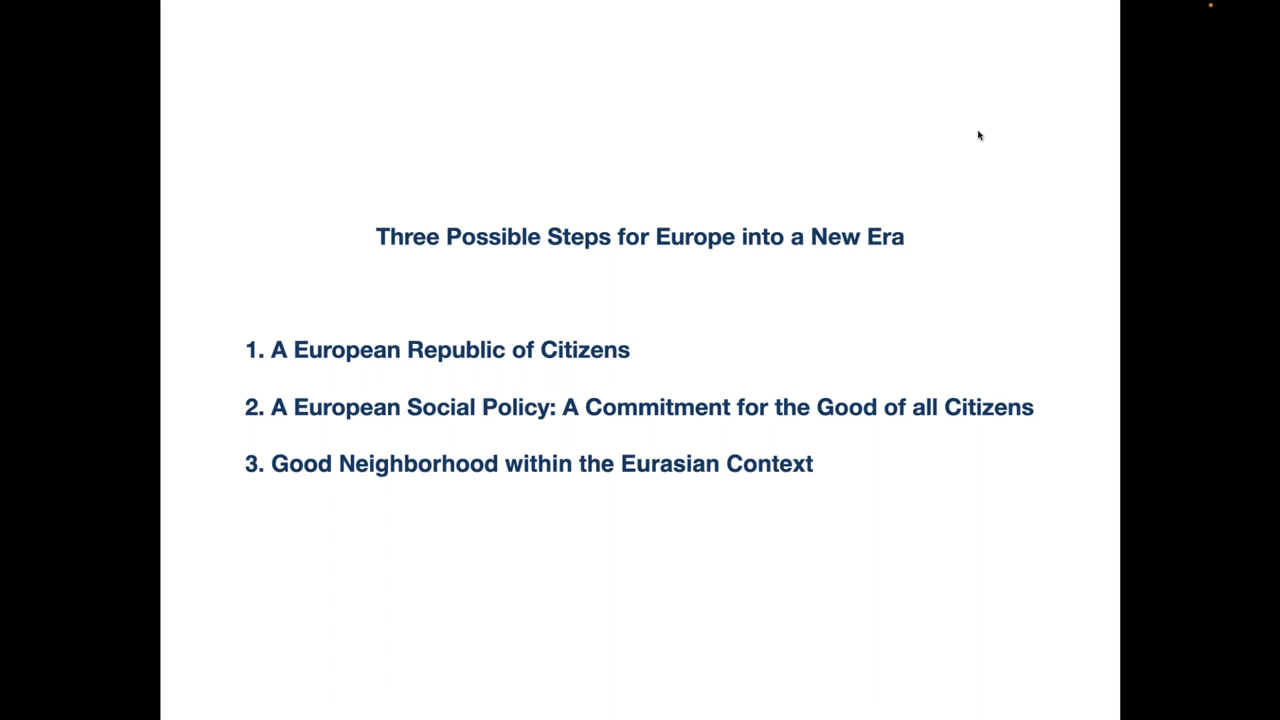 Three Possible Steps for Europe into a New Era
1. A European Republic of Citizens
2. A European Social Policy: A Commitment for the Good of all Citizens
3. Good Neighborhood within the Eurasian Context